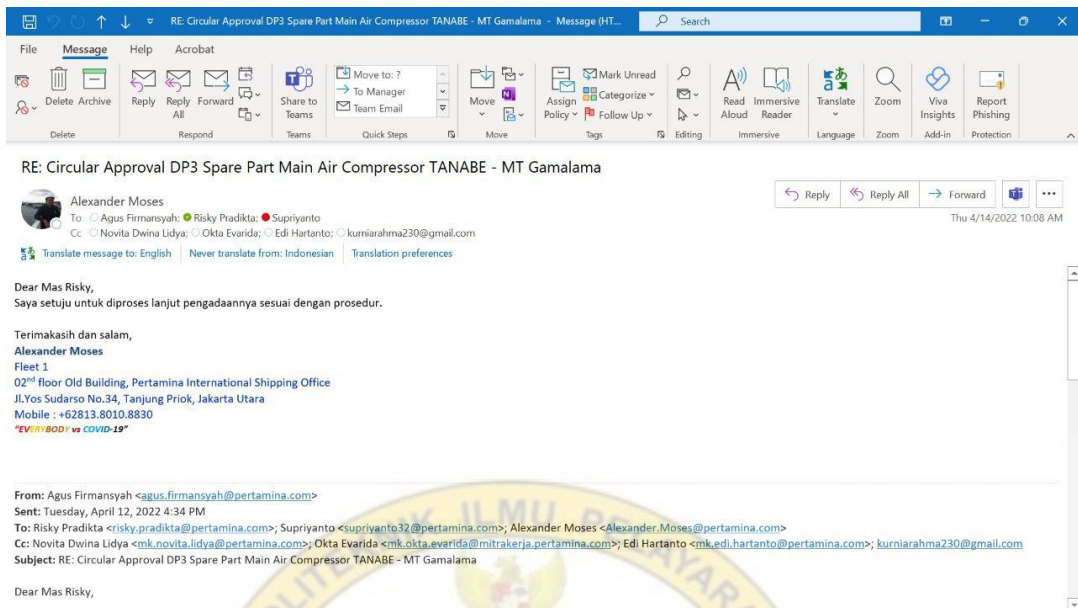 RE: Circular Approval DP3 Spare Part Main Air Compressor TANABE - MT Gamalama - Message (HT...
Search
File Message Help Acrobat
Delete Archive
Reply Reply All Forward
Share to Teams
Move to: ?
To Manager
Team Email
Move
Assign Policy
Mark Unread
Categorize
Follow Up
Read Aloud
Immersive Reader
Translate
Zoom
Viva Insights
Report Phishing
Delete Respond Teams Quick Steps Move Tags Editing Immersive Language Zoom Add-in Protection
RE: Circular Approval DP3 Spare Part Main Air Compressor TANABE - MT Gamalama
Alexander Moses
Reply Reply All Forward
To Agus Firmansyah; Risky Pradikta; Supriyanto
Thu 4/14/2022 10:08 AM
Cc Novita Dwina Lidya; Okta Evarida; Edi Hartanto; kurniarahma230@gmail.com
Translate message to: English Never translate from: Indonesian Translation preferences
Dear Mas Risky,
Saya setuju untuk diproses lanjut pengadaannya sesuai dengan prosedur.
Terimakasih dan salam,
Alexander Moses
Fleet 1
02nd floor Old Building, Pertamina International Shipping Office
Jl.Yos Sudarso No.34, Tanjung Priok, Jakarta Utara
Mobile : +62813.8010.8830
"EVERYBODY vs COVID-19"
From: Agus Firmansyah <agus.firmansyah@pertamina.com>
Sent: Tuesday, April 12, 2022 4:34 PM
To: Risky Pradikta <risky.pradikta@pertamina.com>; Supriyanto <supriyanto32@pertamina.com>; Alexander Moses <Alexander.Moses@pertamina.com>
Cc: Novita Dwina Lidya <mk.novita.lidya@pertamina.com>; Okta Evarida <mk.okta.evarida@mitrakerja.pertamina.com>; Edi Hartanto <mk.edi.hartanto@pertamina.com>; kurniarahma230@gmail.com
Subject: RE: Circular Approval DP3 Spare Part Main Air Compressor TANABE - MT Gamalama
Dear Mas Risky,
ILMU